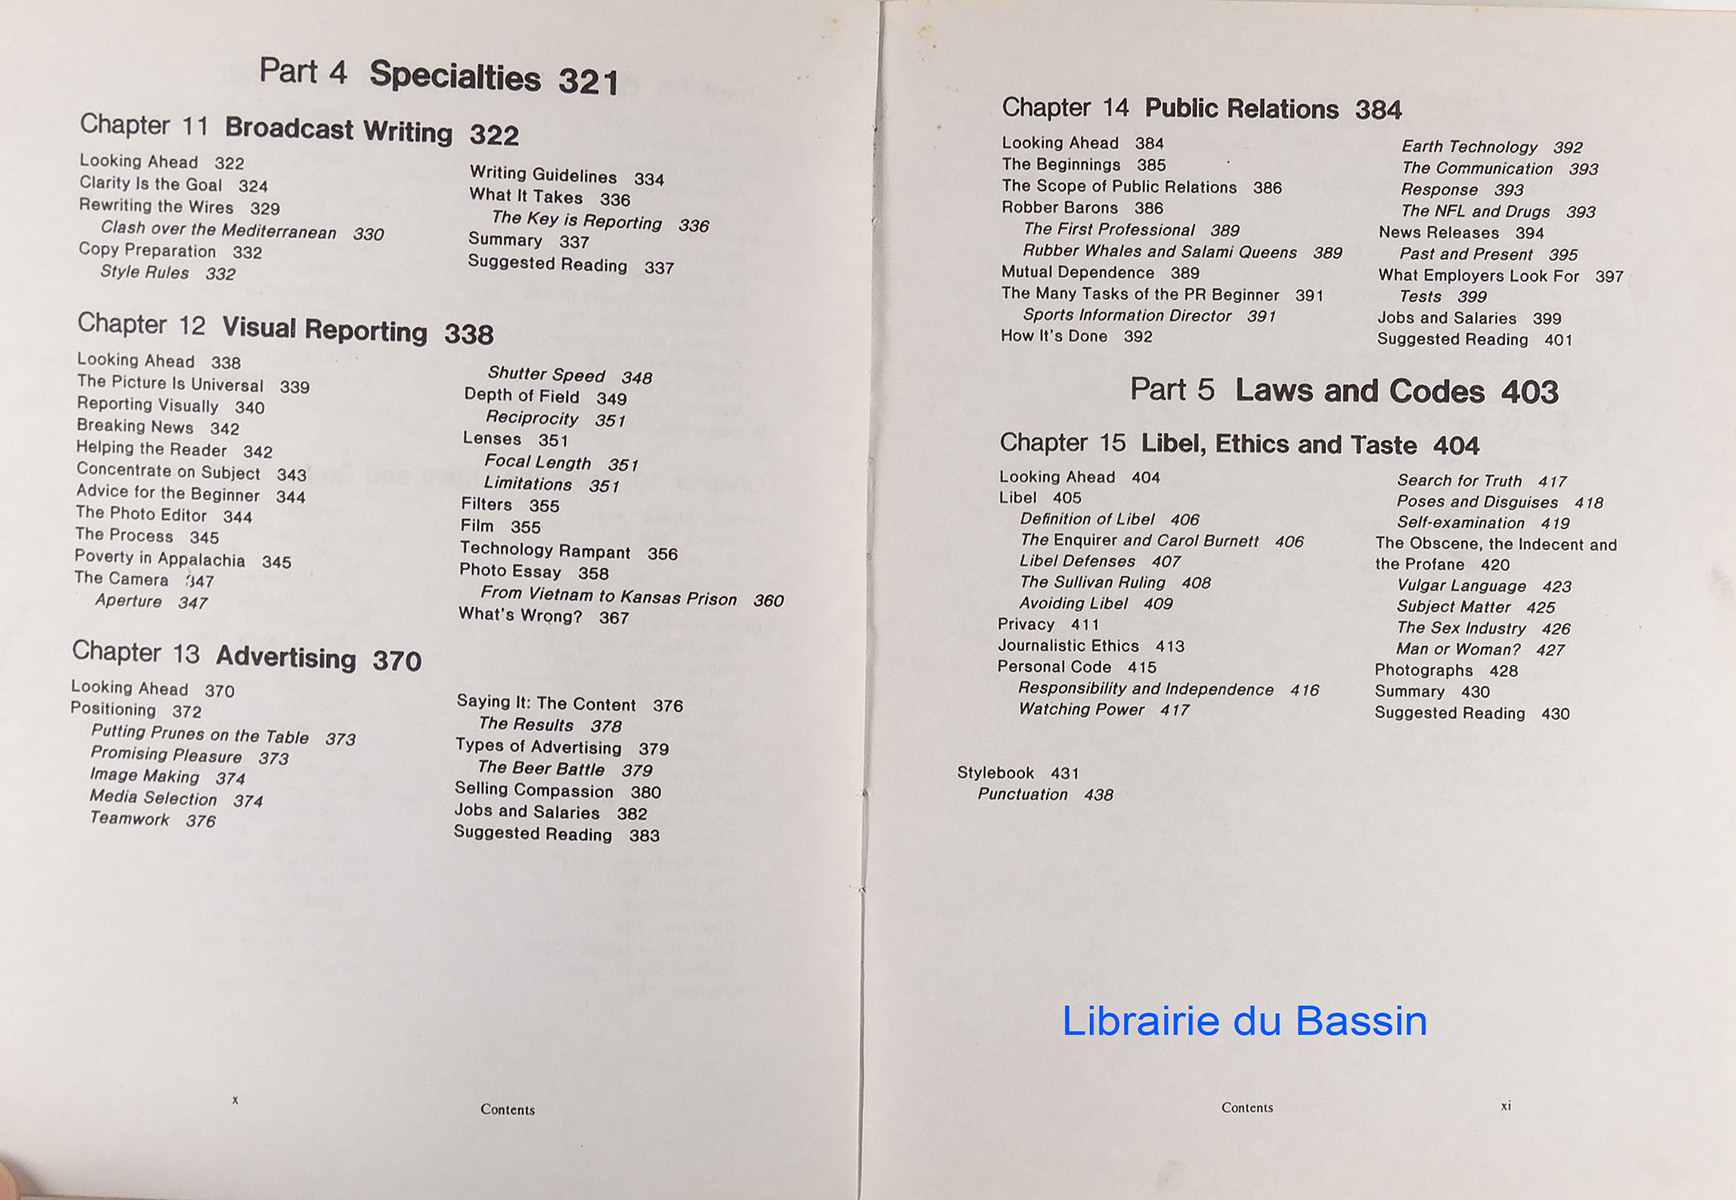 Part 4 Specialties 321
Chapter 11 Broadcast Writing 322
Looking Ahead 322
Clarity Is the Goal 324
Rewriting the Wires 329
Clash over the Mediterranean 330
Copy Preparation 332
Style Rules 332
Writing Guidelines 334
What It Takes 336
The Key is Reporting 336
Summary 337
Suggested Reading 337
Chapter 12 Visual Reporting 338
Looking Ahead 338
The Picture Is Universal 339
Reporting Visually 340
Breaking News 342
Helping the Reader 342
Concentrate on Subject 343
Advice for the Beginner 344
The Photo Editor 344
The Process 345
Poverty in Appalachia 345
The Camera 347
Aperture 347
Shutter Speed 348
Depth of Field 349
Reciprocity 351
Lenses 351
Focal Length 351
Limitations 351
Filters 355
Film 355
Technology Rampant 356
Photo Essay 358
From Vietnam to Kansas Prison 360
What's Wrong? 367
Chapter 13 Advertising 370
Looking Ahead 370
Positioning 372
Putting Prunes on the Table 373
Promising Pleasure 373
Image Making 374
Media Selection 374
Teamwork 376
Saying It: The Content 376
The Results 378
Types of Advertising 379
The Beer Battle 379
Selling Compassion 380
Jobs and Salaries 382
Suggested Reading 383
x
Contents
Chapter 14 Public Relations 384
Looking Ahead 384
The Beginnings 385
The Scope of Public Relations 386
Robber Barons 386
The First Professional 389
Rubber Whales and Salami Queens 389
Mutual Dependence 389
The Many Tasks of the PR Beginner 391
Sports Information Director 391
How It's Done 392
Earth Technology 392
The Communication 393
Response 393
The NFL and Drugs 393
News Releases 394
Past and Present 395
What Employers Look For 397
Tests 399
Jobs and Salaries 399
Suggested Reading 401
Part 5 Laws and Codes 403
Chapter 15 Libel, Ethics and Taste 404
Looking Ahead 404
Libel 405
Definition of Libel 406
The Enquirer and Carol Burnett 406
Libel Defenses 407
The Sullivan Ruling 408
Avoiding Libel 409
Privacy 411
Journalistic Ethics 413
Personal Code 415
Responsibility and Independence 416
Watching Power 417
Search for Truth 417
Poses and Disguises 418
Self-examination 419
The Obscene, the Indecent and
the Profane 420
Vulgar Language 423
Subject Matter 425
The Sex Industry 426
Man or Woman? 427
Photographs 428
Summary 430
Suggested Reading 430
Stylebook 431
Punctuation 438
Librairie du Bassin
Contents
xi